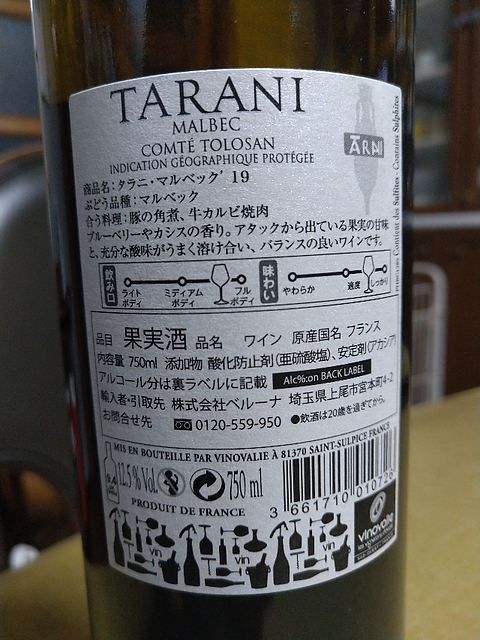 TARANI
MALBEC
COMTÉ TOLOSAN
INDICATION GÉOGRAPHIQUE PROTÉGÉE
ĀRNI
商品名：タラニ・マルベック’19
ぶどう品種：マルベック
合う料理：豚の角煮、牛カルビ焼肉
ブルーベリーやカシスの香り。アタックから出ている果実の甘味
と、充分な酸味がうまく溶け合い、バランスの良いワインです。
Contient des Sulfites - Contains Sulphites
飲み口
ライトボディ
ミディアムボディ
フルボディ
味わい
やわらか
適度
しっかり
品目 果実酒 品名 ワイン 原産国名 フランス
内容量 750ml 添加物 酸化防止剤(亜硫酸塩)、安定剤(アカシア)
アルコール分は裏ラベルに記載 Alc%:on BACK LABEL
輸入者・引取先 株式会社ベルーナ 埼玉県上尾市宮本町4-2
お問合せ先 0120-559-950 ●飲酒は20歳を過ぎてから。
MIS EN BOUTEILLE PAR VINOVALIE À 81370 SAINT-SULPICE FRANCE
12.5 % Vol. 750 ml
PRODUIT DE FRANCE
3 661710 010726
vin
vin
vinovalie